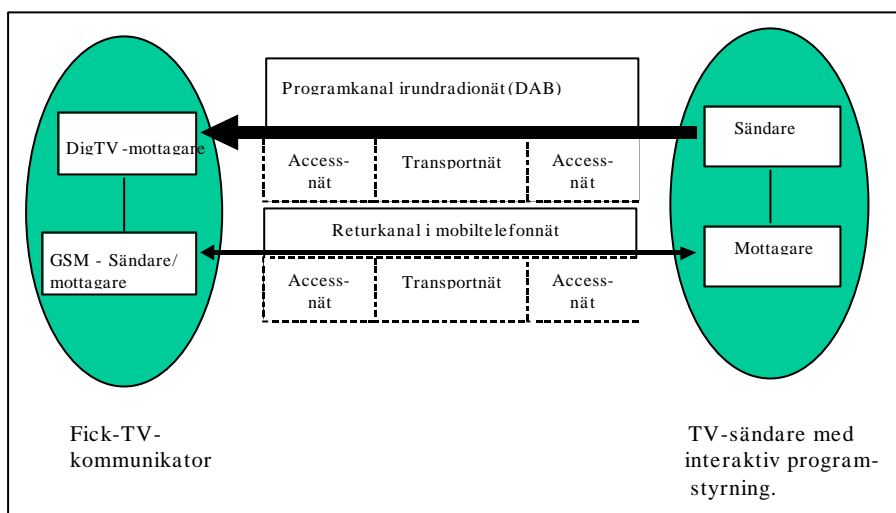 Programkanal irundradionät (DAB)
DigTV -mottagare
Sändare
Access-
nät
Transportnät
Access-
nät
Returkanal i mobiltelefonnät
GSM - Sändare/
mottagare
Mottagare
Access-
nät
Transportnät
Access-
nät
Fick-TV-
kommunikator
TV-sändare med
interaktiv program-
styrning.